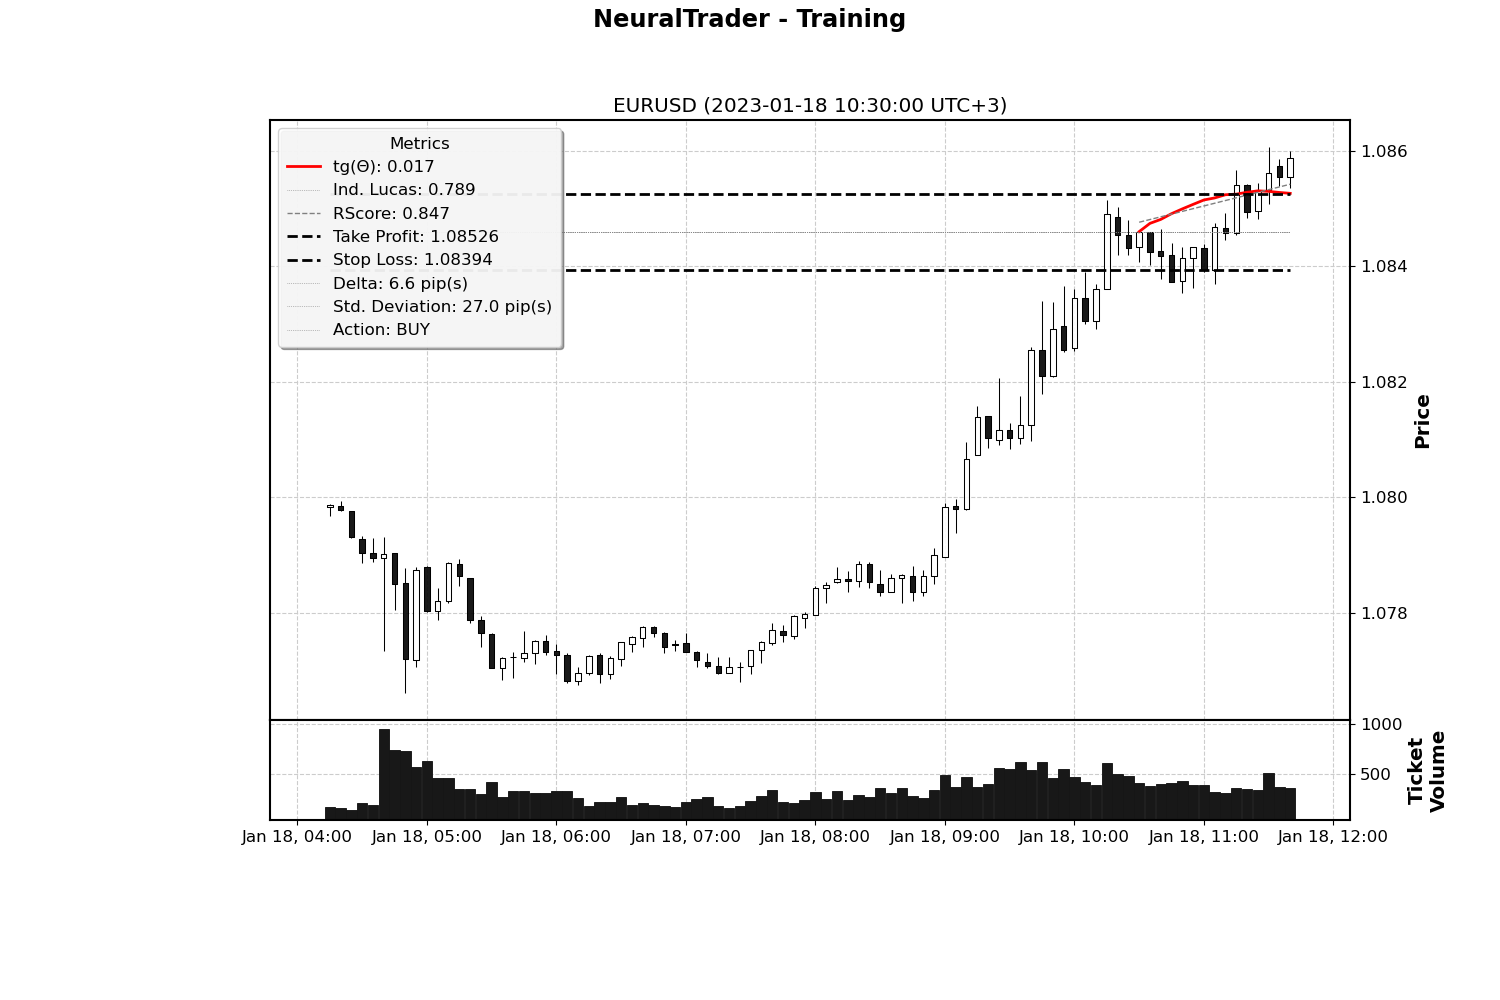 NeuralTrader - Training
EURUSD (2023-01-18 10:30:00 UTC+3)
Metrics
tg(Θ): 0.017
Ind. Lucas: 0.789
RScore: 0.847
Take Profit: 1.08526
Stop Loss: 1.08394
Delta: 6.6 pip(s)
Std. Deviation: 27.0 pip(s)
Action: BUY
1.086
1.084
1.082
1.080
1.078
Price
1000
500
Ticket
Volume
Jan 18, 04:00
Jan 18, 05:00
Jan 18, 06:00
Jan 18, 07:00
Jan 18, 08:00
Jan 18, 09:00
Jan 18, 10:00
Jan 18, 11:00
Jan 18, 12:00